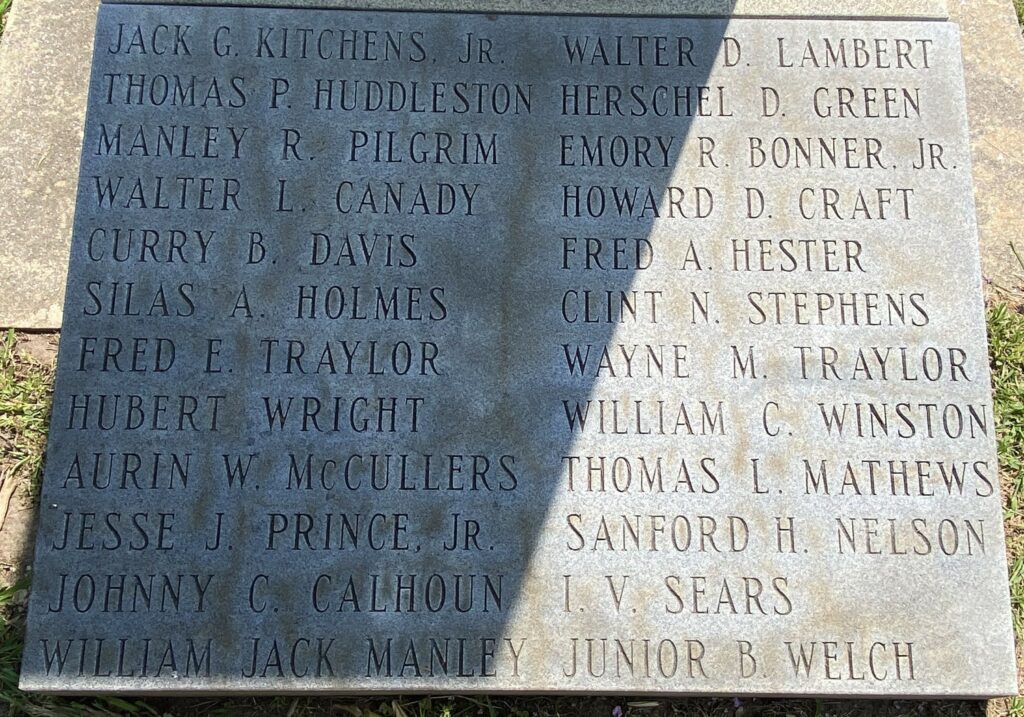 JACK G. KITCHENS, JR.
THOMAS P. HUDDLESTON
MANLEY R. PILGRIM
WALTER L. CANADY
CURRY B. DAVIS
SILAS A. HOLMES
FRED E. TRAYLOR
HUBERT WRIGHT
AURIN W. McCULLERS
JESSE J. PRINCE, JR.
JOHNNY C. CALHOUN
WILLIAM JACK MANLEY
WALTER D. LAMBERT
HERSCHEL D. GREEN
EMORY R. BONNER, JR.
HOWARD D. CRAFT
FRED A. HESTER
CLINT N. STEPHENS
WAYNE M. TRAYLOR
WILLIAM C. WINSTON
THOMAS L. MATHEWS
SANFORD H. NELSON
I. V. SEARS
JUNIOR B. WELCH